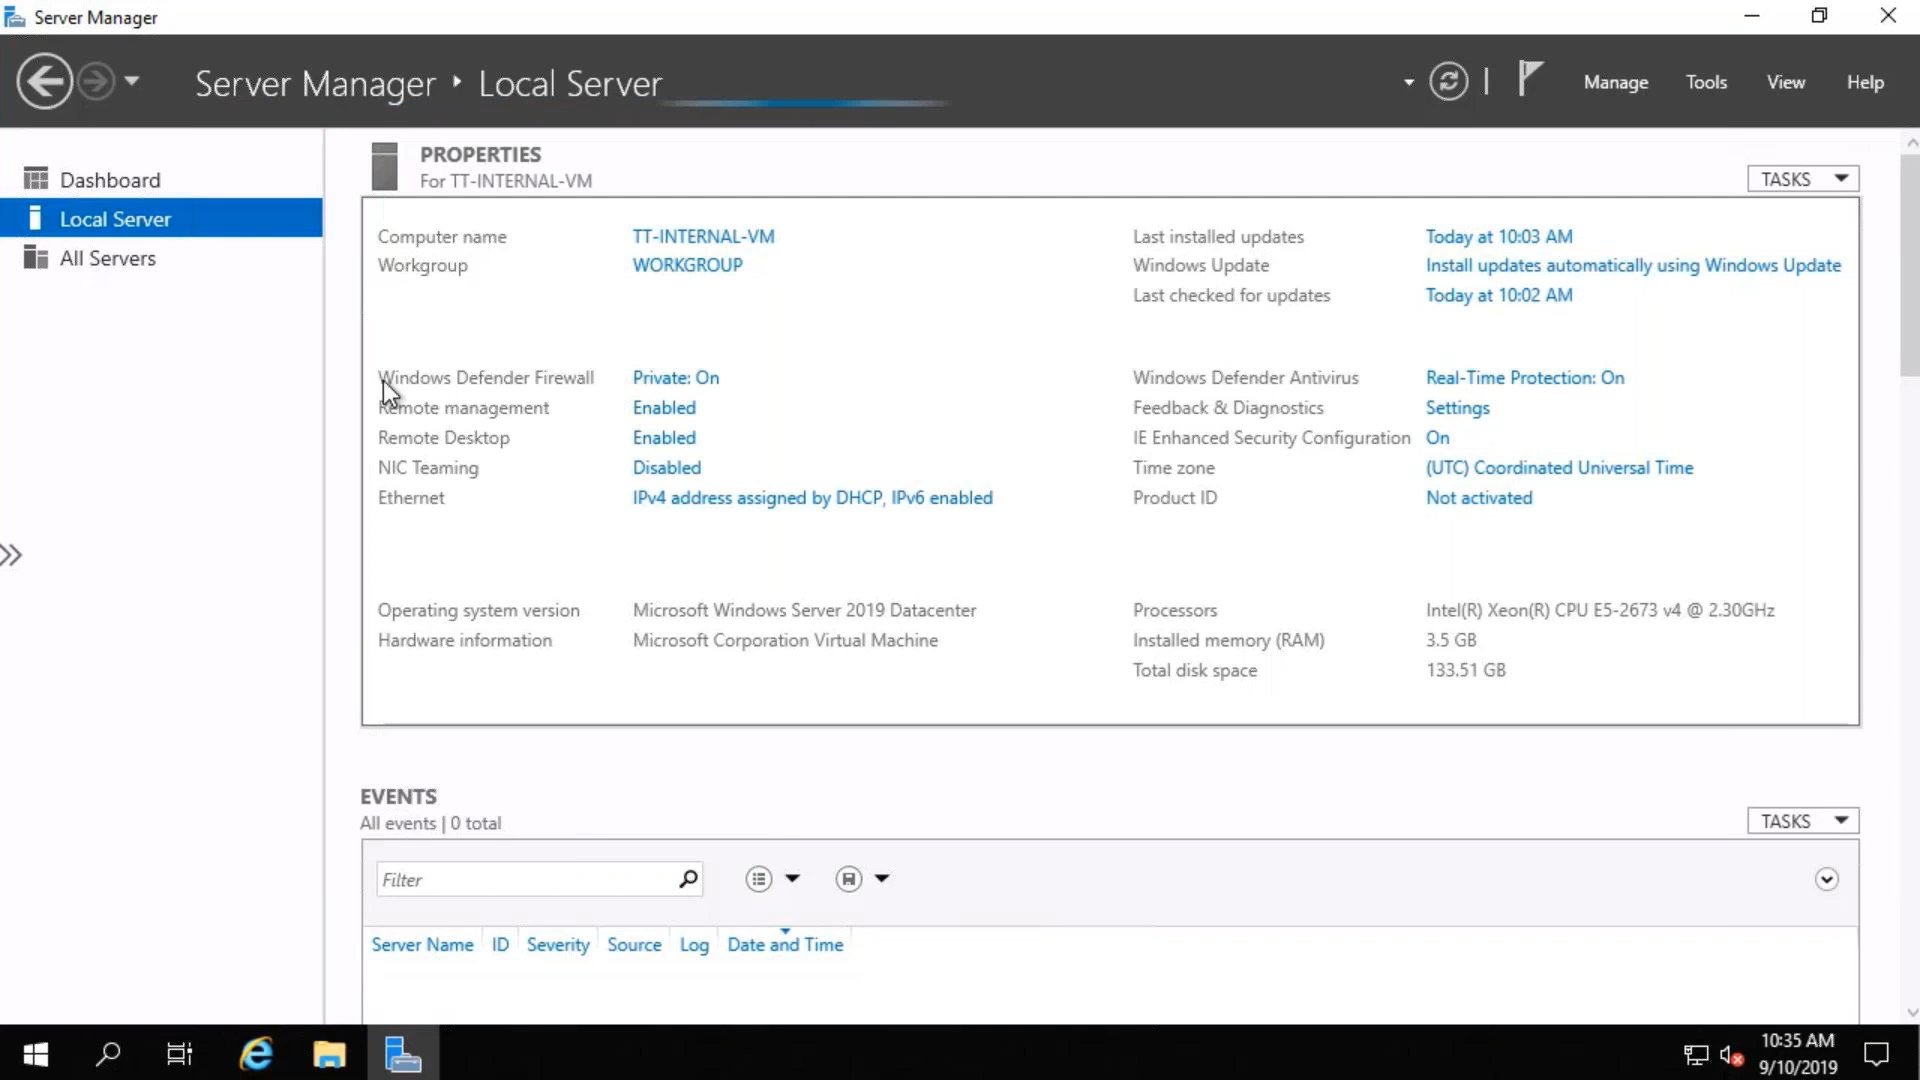 Server Manager
Server Manager ‣ Local Server
Manage Tools View Help
Dashboard
Local Server
All Servers
PROPERTIES
For TT-INTERNAL-VM
TASKS
Computer name TT-INTERNAL-VM
Workgroup WORKGROUP
Last installed updates Today at 10:03 AM
Windows Update Install updates automatically using Windows Update
Last checked for updates Today at 10:02 AM
Windows Defender Firewall Private: On
Remote management Enabled
Remote Desktop Enabled
NIC Teaming Disabled
Ethernet IPv4 address assigned by DHCP, IPv6 enabled
Windows Defender Antivirus Real-Time Protection: On
Feedback & Diagnostics Settings
IE Enhanced Security Configuration On
Time zone (UTC) Coordinated Universal Time
Product ID Not activated
Operating system version Microsoft Windows Server 2019 Datacenter
Hardware information Microsoft Corporation Virtual Machine
Processors Intel(R) Xeon(R) CPU E5-2673 v4 @ 2.30GHz
Installed memory (RAM) 3.5 GB
Total disk space 133.51 GB
EVENTS
All events | 0 total
TASKS
Filter
Server Name ID Severity Source Log Date and Time
10:35 AM
9/10/2019